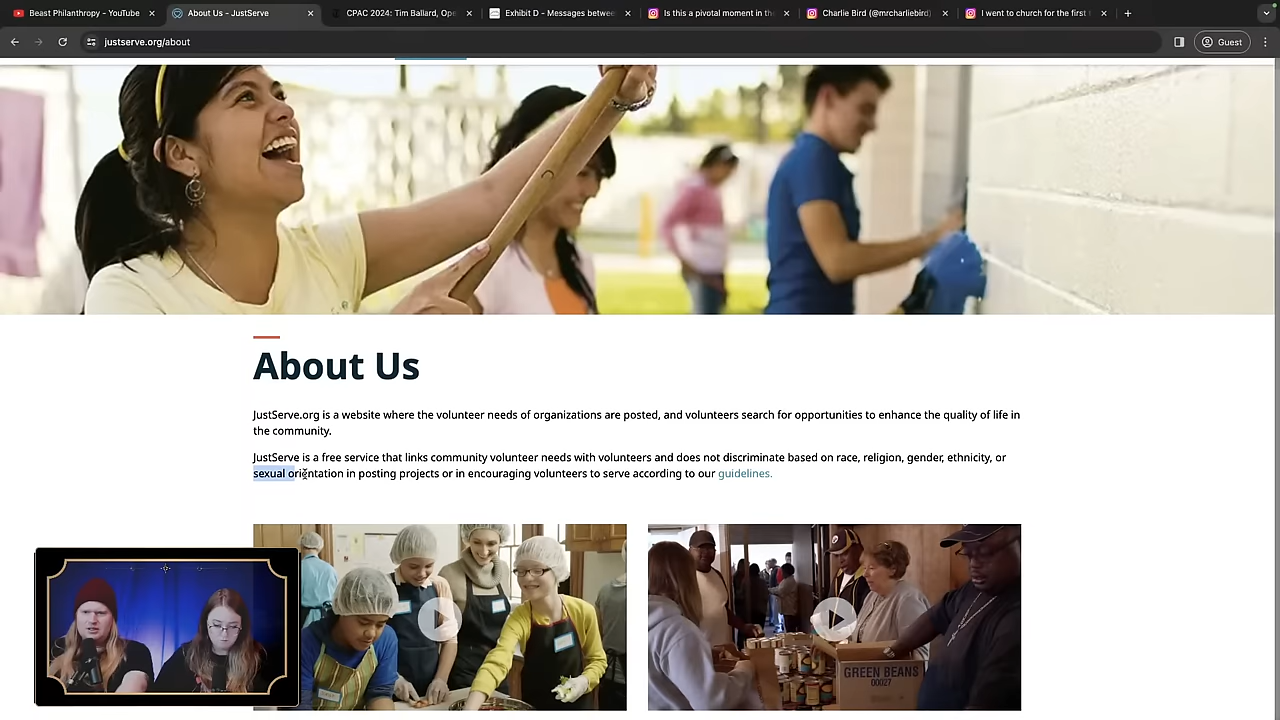 Beast Philanthropy - YouTube
About Us - JustServe
CPAC 2024: Tim Ballard, Ope
Exhibit D - Messages betwee
Is this a pivotal moment in the
Charlie Bird (@mrcharliebird)
I went to church for the first
justserve.org/about
Guest
About Us
JustServe.org is a website where the volunteer needs of organizations are posted, and volunteers search for opportunities to enhance the quality of life in
the community.
JustServe is a free service that links community volunteer needs with volunteers and does not discriminate based on race, religion, gender, ethnicity, or
sexual orientation in posting projects or in encouraging volunteers to serve according to our guidelines.
GREEN BEANS
00027